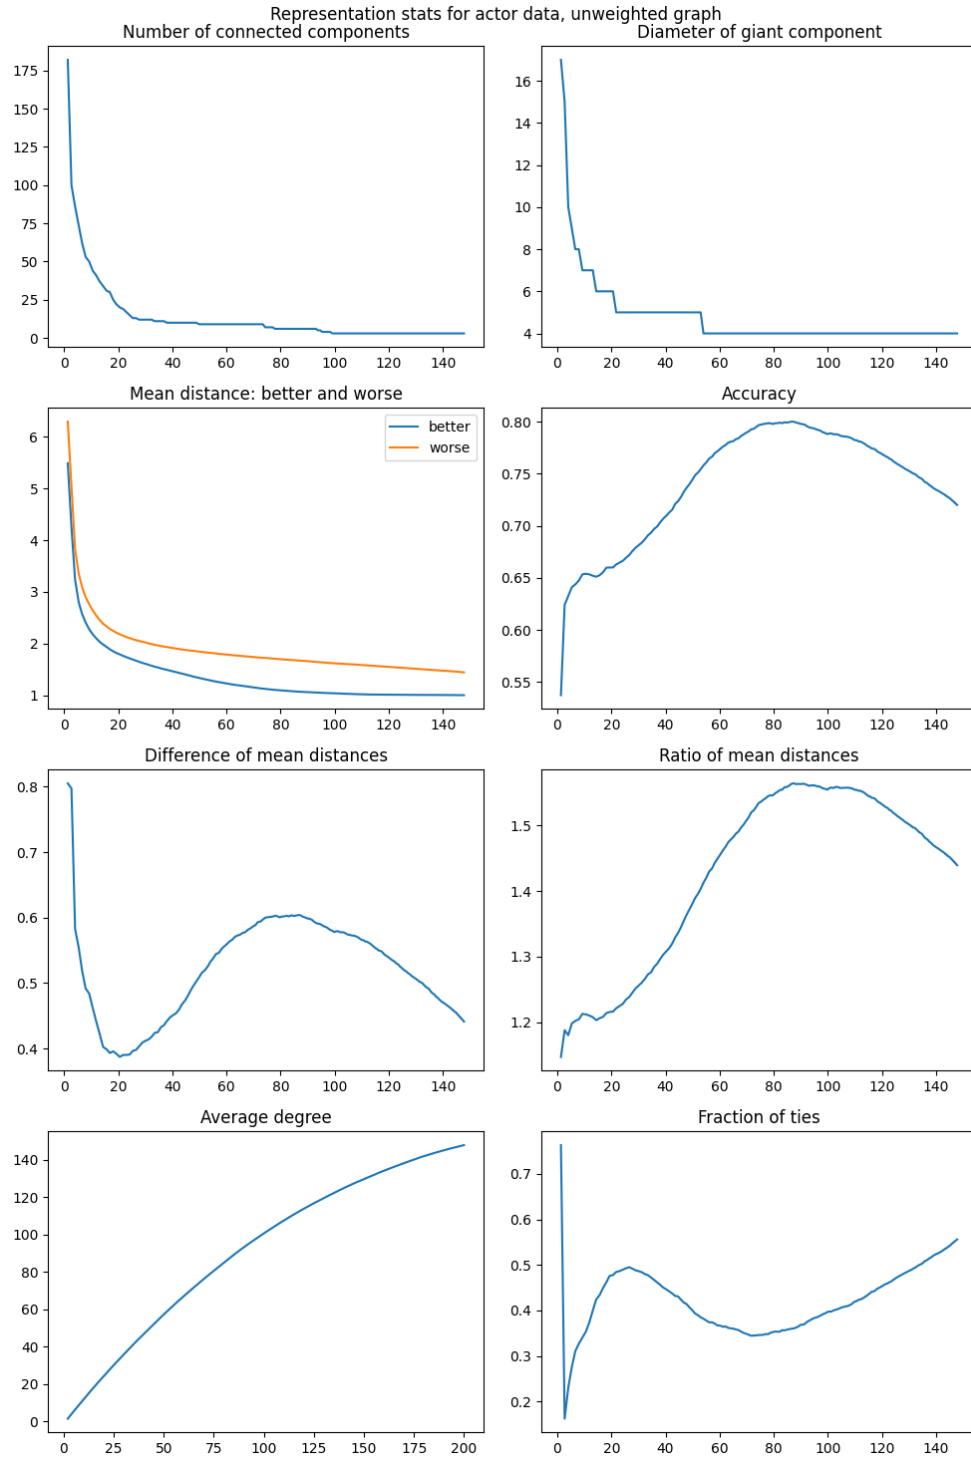 Representation stats for actor data, unweighted graph
Number of connected components
175
150
125
100
75
50
25
0
0 20 40 60 80 100 120 140
Diameter of giant component
16
14
12
10
8
6
4
0 20 40 60 80 100 120 140
Mean distance: better and worse
better
worse
6
5
4
3
2
1
0 20 40 60 80 100 120 140
Accuracy
0.80
0.75
0.70
0.65
0.60
0.55
0 20 40 60 80 100 120 140
Difference of mean distances
0.8
0.7
0.6
0.5
0.4
0 20 40 60 80 100 120 140
Ratio of mean distances
1.5
1.4
1.3
1.2
0 20 40 60 80 100 120 140
Average degree
140
120
100
80
60
40
20
0
0 25 50 75 100 125 150 175 200
Fraction of ties
0.7
0.6
0.5
0.4
0.3
0.2
0 20 40 60 80 100 120 140